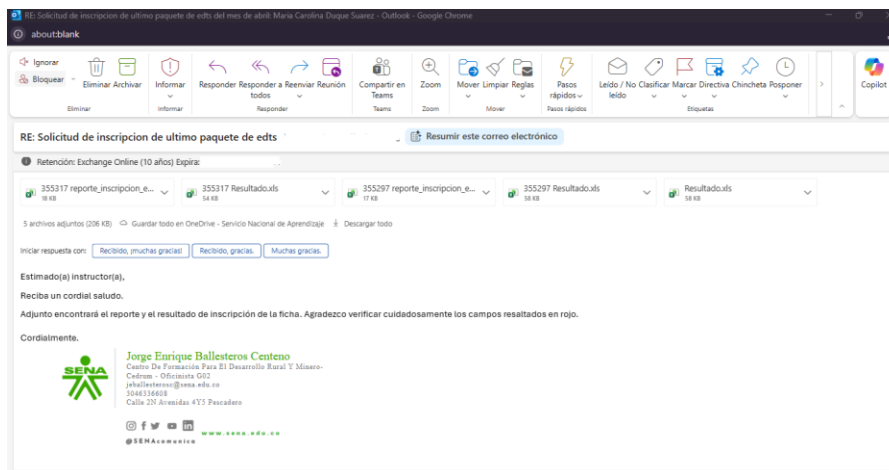 RE: Solicitud de inscripcion de ultimo paquete de edts del mes de abril: Maria Carolina Duque Suarez - Outlook - Google Chrome
about:blank
Ignorar
Bloquear
Eliminar Archivar
Informar
Responder Responder a todos Reenviar Reunión
Compartir en Teams
Zoom
Mover Limpiar Reglas
Pasos rápidos
Leído / No leído Clasificar Marcar Directiva Chincheta Posponer
Copilot
Eliminar Informar Responder Teams Zoom Mover Pasos rápidos Etiquetas
RE: Solicitud de inscripcion de ultimo paquete de edts
Resumir este correo electrónico
Retención: Exchange Online (10 años) Expira:
355317 reporte_inscripcion_e... 355317 Resultado.xls 355297 reporte_inscripcion_e... 355297 Resultado.xls Resultado.xls
18 KB 54 KB 17 KB 58 KB 58 KB
5 archivos adjuntos (206 KB) Guardar todo en OneDrive - Servicio Nacional de Aprendizaje Descargar todo
Iniciar respuesta con: Recibido, ¡muchas gracias! Recibido, gracias. Muchas gracias.
Estimado(a) instructor(a),
Reciba un cordial saludo.
Adjunto encontrará el reporte y el resultado de inscripción de la ficha. Agradezco verificar cuidadosamente los campos resaltados en rojo.
Cordialmente.
SENA
Jorge Enrique Ballesteros Centeno
Centro De Formación Para El Desarrollo Rural Y Minero-
Cedrum - Oficinista G02
jeballesterosc@sena.edu.co
3046336608
Calle 2N Avenidas 4Y5 Pescadero
www.sena.edu.co
@SENAcomunica